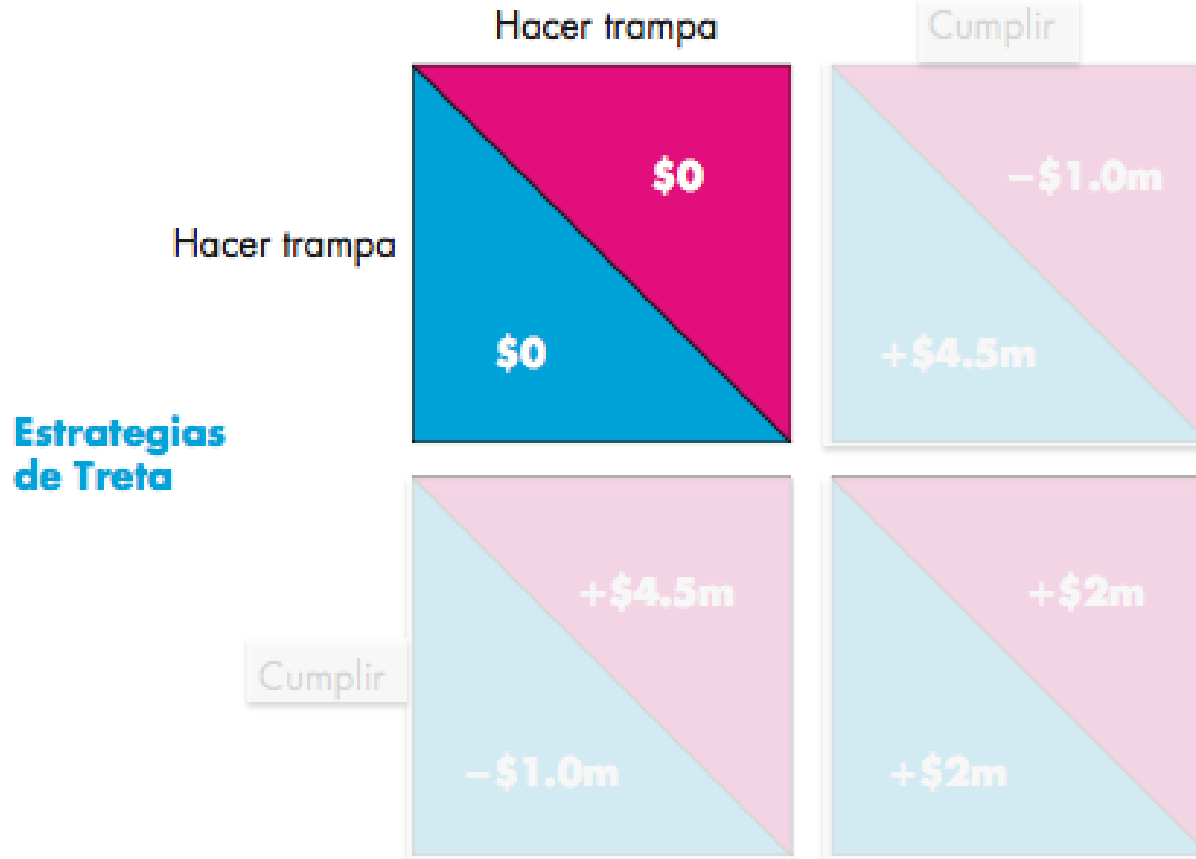 Hacer trampa Cumplir
$0 −$1.0m
Hacer trampa
$0 +$4.5m
Estrategias
de Treta
+$4.5m +$2m
Cumplir
−$1.0m +$2m